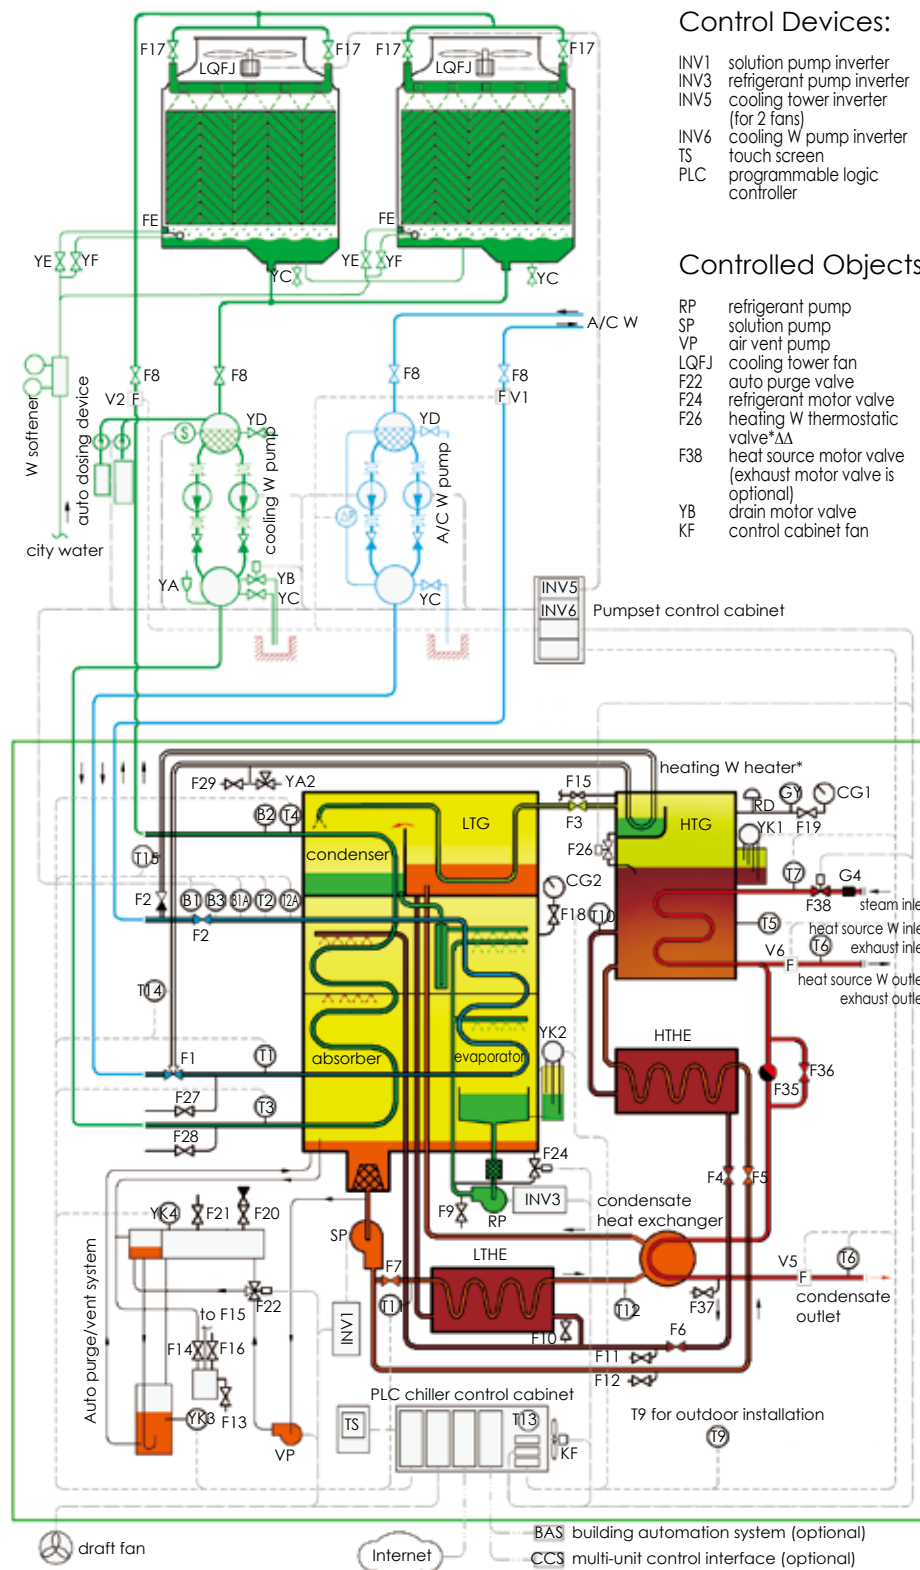 Control Devices:
INV1 solution pump inverter
INV3 refrigerant pump inverter
INV5 cooling tower inverter
(for 2 fans)
INV6 cooling W pump inverter
TS touch screen
PLC programmable logic
controller
Controlled Objects
RP refrigerant pump
SP solution pump
VP air vent pump
LQFJ cooling tower fan
F22 auto purge valve
F24 refrigerant motor valve
F26 heating W thermostatic
valve*ΔΔ
F38 heat source motor valve
(exhaust motor valve is
optional)
YB drain motor valve
KF control cabinet fan
F17 F17 F17 F17
LQFJ LQFJ
FE FE
YE YF YE YF
YC YC
A/C W
F8 F8 F8 F8
V2 F F V1
W softener
auto dosing device
S YD YD
cooling W pump
A/C W pump
ΔP
city water
YA YB
YC YC
INV5
INV6 Pumpset control cabinet
heating W heater*
F29 YA2 F15
F3
RD GY CG1
F19
B2 T4 LTG HTG YK1
condenser F26
T15 T7 G4
CG2
F2 B1 B3 B1A T2 T2A F18 T10 F38 steam inle
F2 T5 heat source W inle
V6 T6 exhaust inle
F heat source W outle
exhaust outle
T14
HTHE
T1 YK2
absorber evaporator
F1 F35 F36
F27 T3
F28
F24 F4 F5
INV3 condensate
heat exchanger
F9 RP
YK4 F21 F20
SP
Auto purge/vent system
F7 LTHE V5 T6
F
F22 T11 T12 F37 condensate
outlet
to F15 INV1
F14 F16 F10 F6
F11
F12
F13
YK3
PLC chiller control cabinet
TS T13 T9 for outdoor installation
VP KF T9
draft fan Internet
BAS building automation system (optional)
CCS multi-unit control interface (optional)